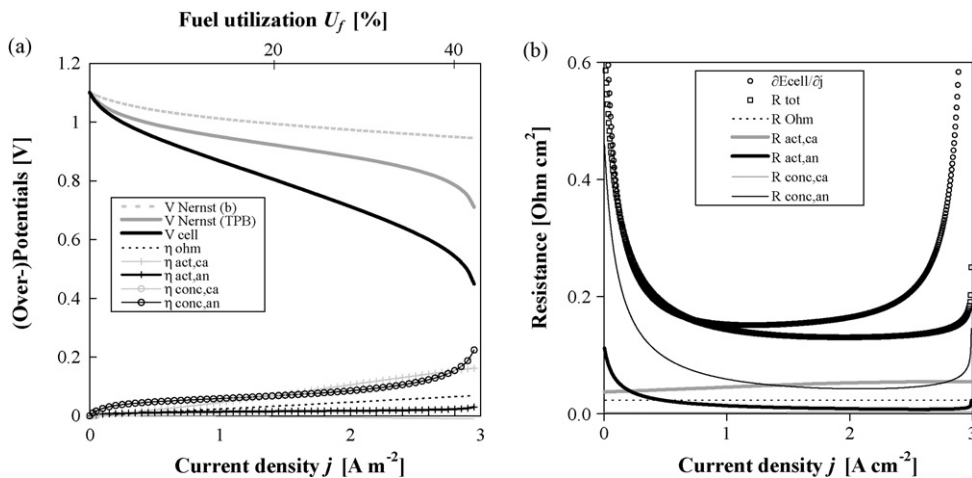 Fuel utilization U_f [%]
(a)
20
40
1.2
1
0.8
0.6
0.4
0.2
0
(Over-)Potentials [V]
V Nernst (b)
V Nernst (TPB)
V cell
η ohm
η act,ca
η act,an
η conc,ca
η conc,an
0
1
2
3
Current density j [A m⁻²]
(b)
0.6
0.4
0.2
0.0
Resistance [Ohm cm²]
∂Ecell/∂j
R tot
R Ohm
R act,ca
R act,an
R conc,ca
R conc,an
0
1
2
3
Current density j [A cm⁻²]